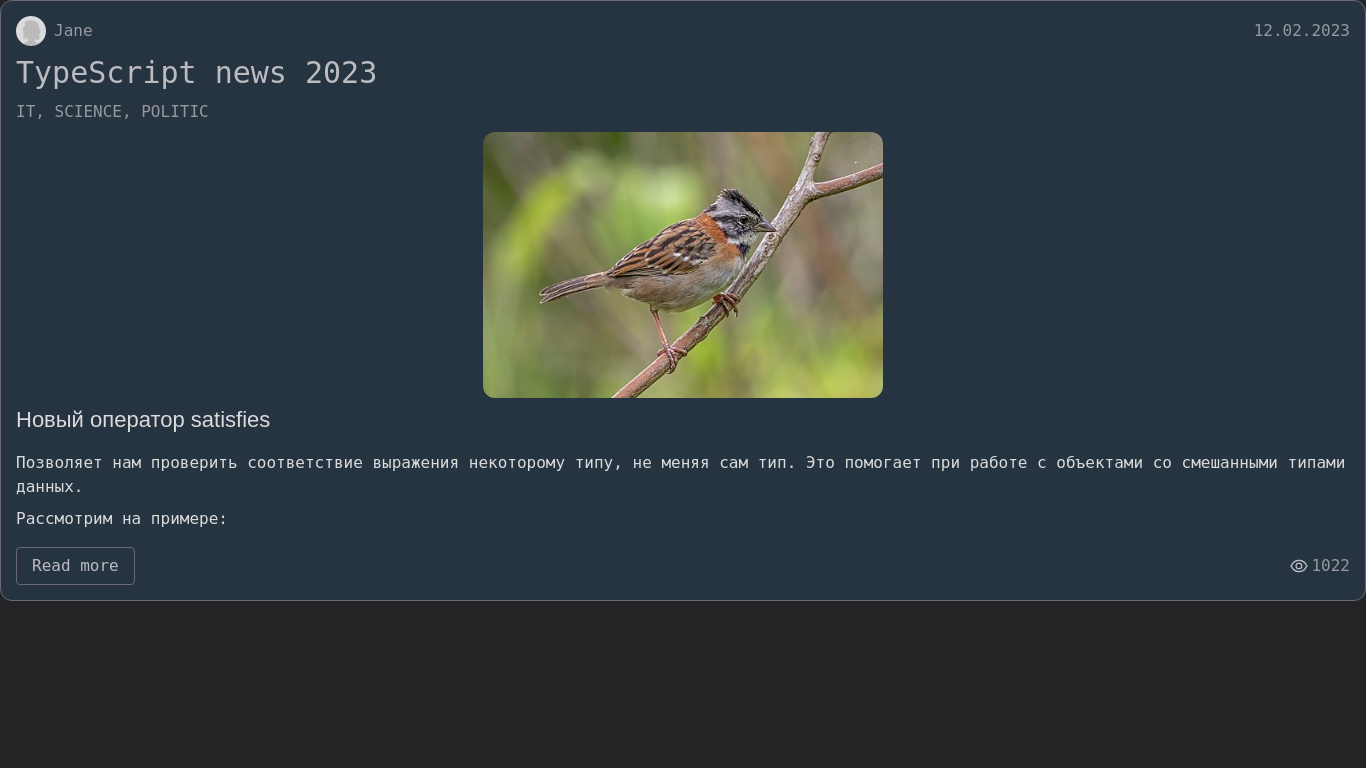 Jane 12.02.2023
TypeScript news 2023
IT, SCIENCE, POLITIC
Новый оператор satisfies
Позволяет нам проверить соответствие выражения некоторому типу, не меняя сам тип. Это помогает при работе с объектами со смешанными типами
данных.
Рассмотрим на примере:
Read more 1022